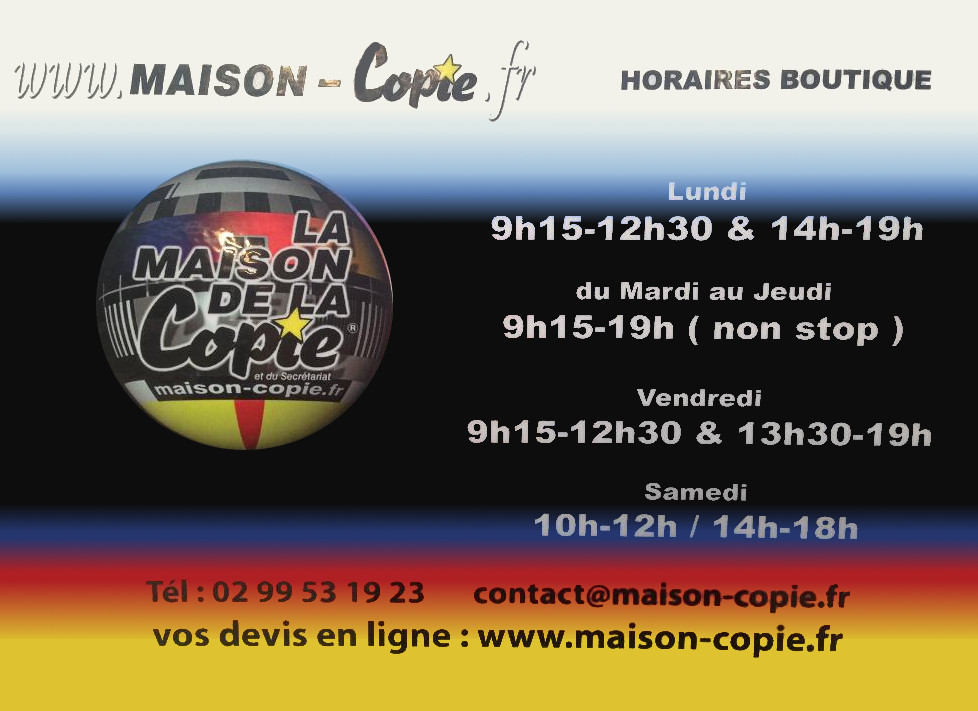 www.MAISON-Copie.fr
HORAIRES BOUTIQUE
LA
MAISON
DE LA
Copie®
et du Secrétariat
maison-copie.fr
Lundi
9h15-12h30 & 14h-19h
du Mardi au Jeudi
9h15-19h ( non stop )
Vendredi
9h15-12h30 & 13h30-19h
Samedi
10h-12h / 14h-18h
Tél : 02 99 53 19 23 contact@maison-copie.fr
vos devis en ligne : www.maison-copie.fr